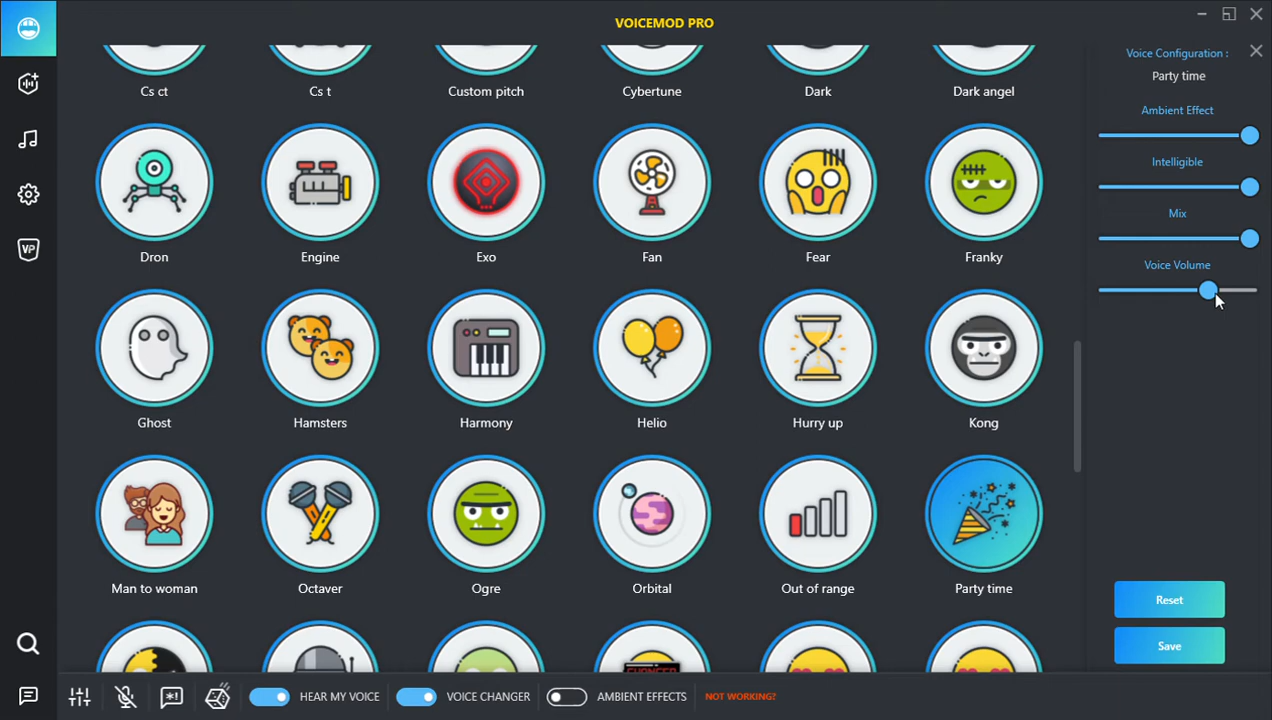 VOICEMOD PRO
Cs ct
Cs t
Custom pitch
Cybertune
Dark
Dark angel
Dron
Engine
Exo
Fan
Fear
Franky
Ghost
Hamsters
Harmony
Helio
Hurry up
Kong
Man to woman
Octaver
Ogre
Orbital
Out of range
Party time
VP
*!
HEAR MY VOICE
VOICE CHANGER
AMBIENT EFFECTS
NOT WORKING?
Voice Configuration :
Party time
Ambient Effect
Intelligible
Mix
Voice Volume
Reset
Save